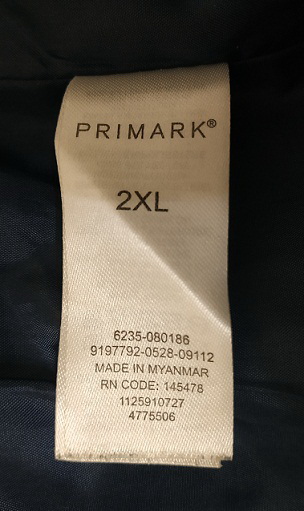 PRIMARK®
2XL
6235-080186
9197792-0528-09112
MADE IN MYANMAR
RN CODE: 145478
1125910727
4775506